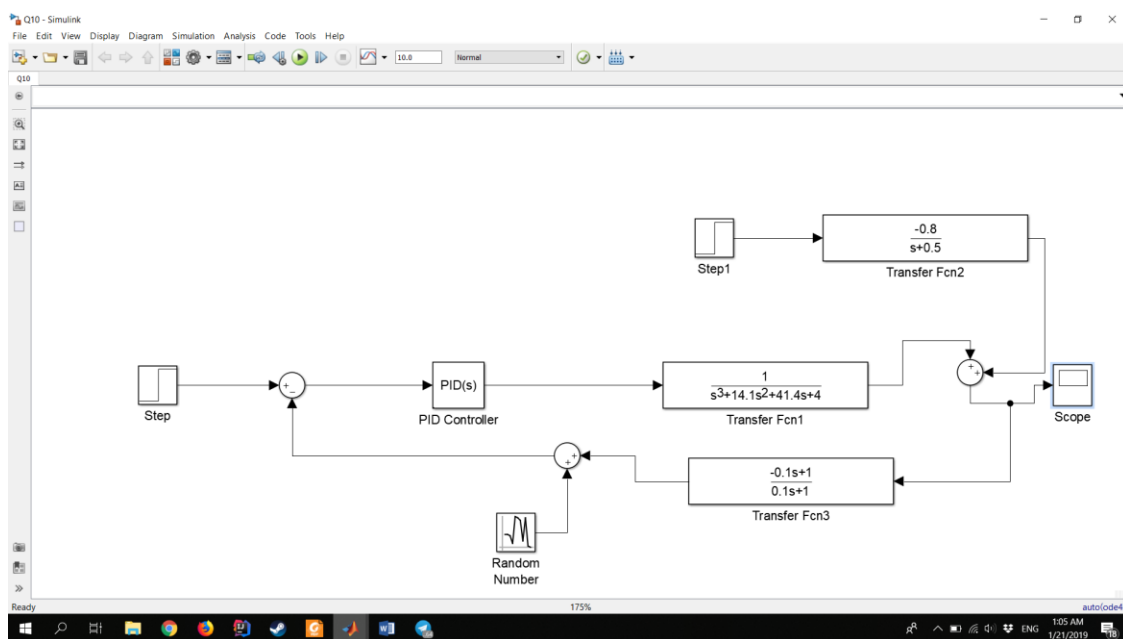 Q10 - Simulink
File Edit View Display Diagram Simulation Analysis Code Tools Help
10.0 Normal
Q10
-0.8
s+0.5
Step1
Transfer Fcn2
+
+
+
−
PID(s)
1
s³+14.1s²+41.4s+4
Step
PID Controller
Transfer Fcn1
Scope
+
+
-0.1s+1
0.1s+1
Transfer Fcn3
Random
Number
Ready 175% auto(ode4
ENG 1:05 AM
1/21/2019 18